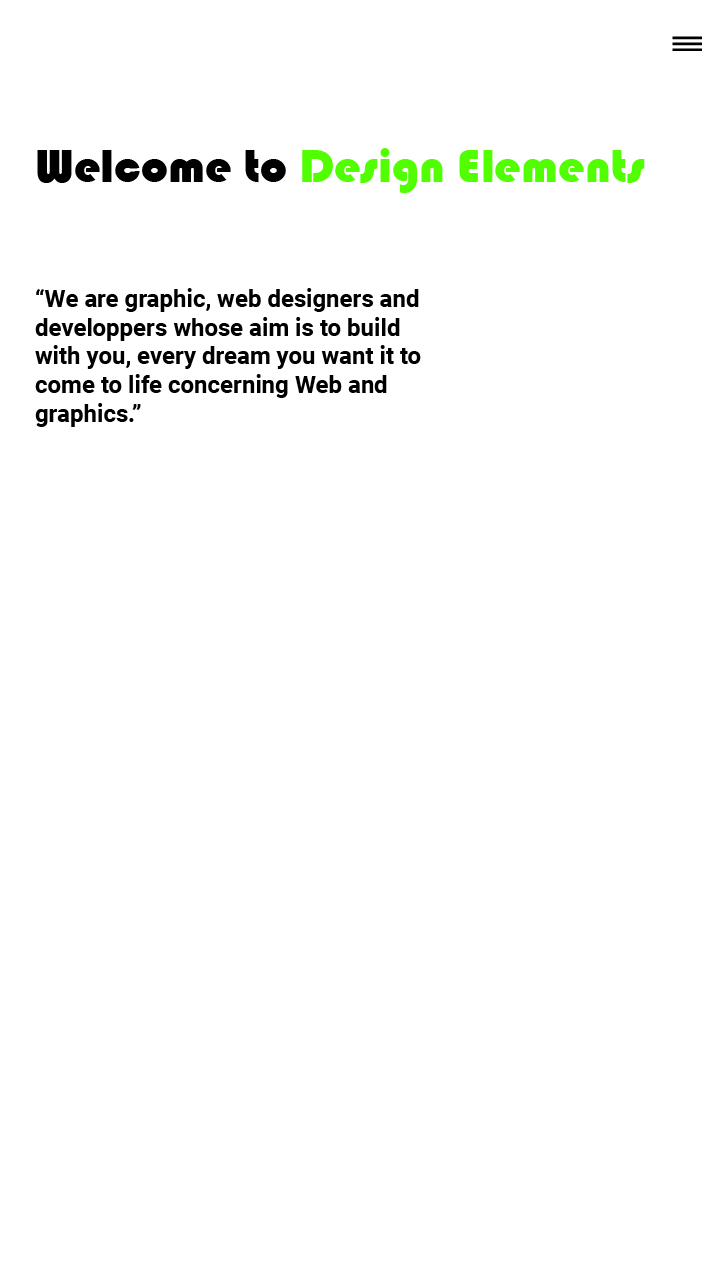 Welcome to Design Elements
“We are graphic, web designers and
developpers whose aim is to build
with you, every dream you want it to
come to life concerning Web and
graphics.”